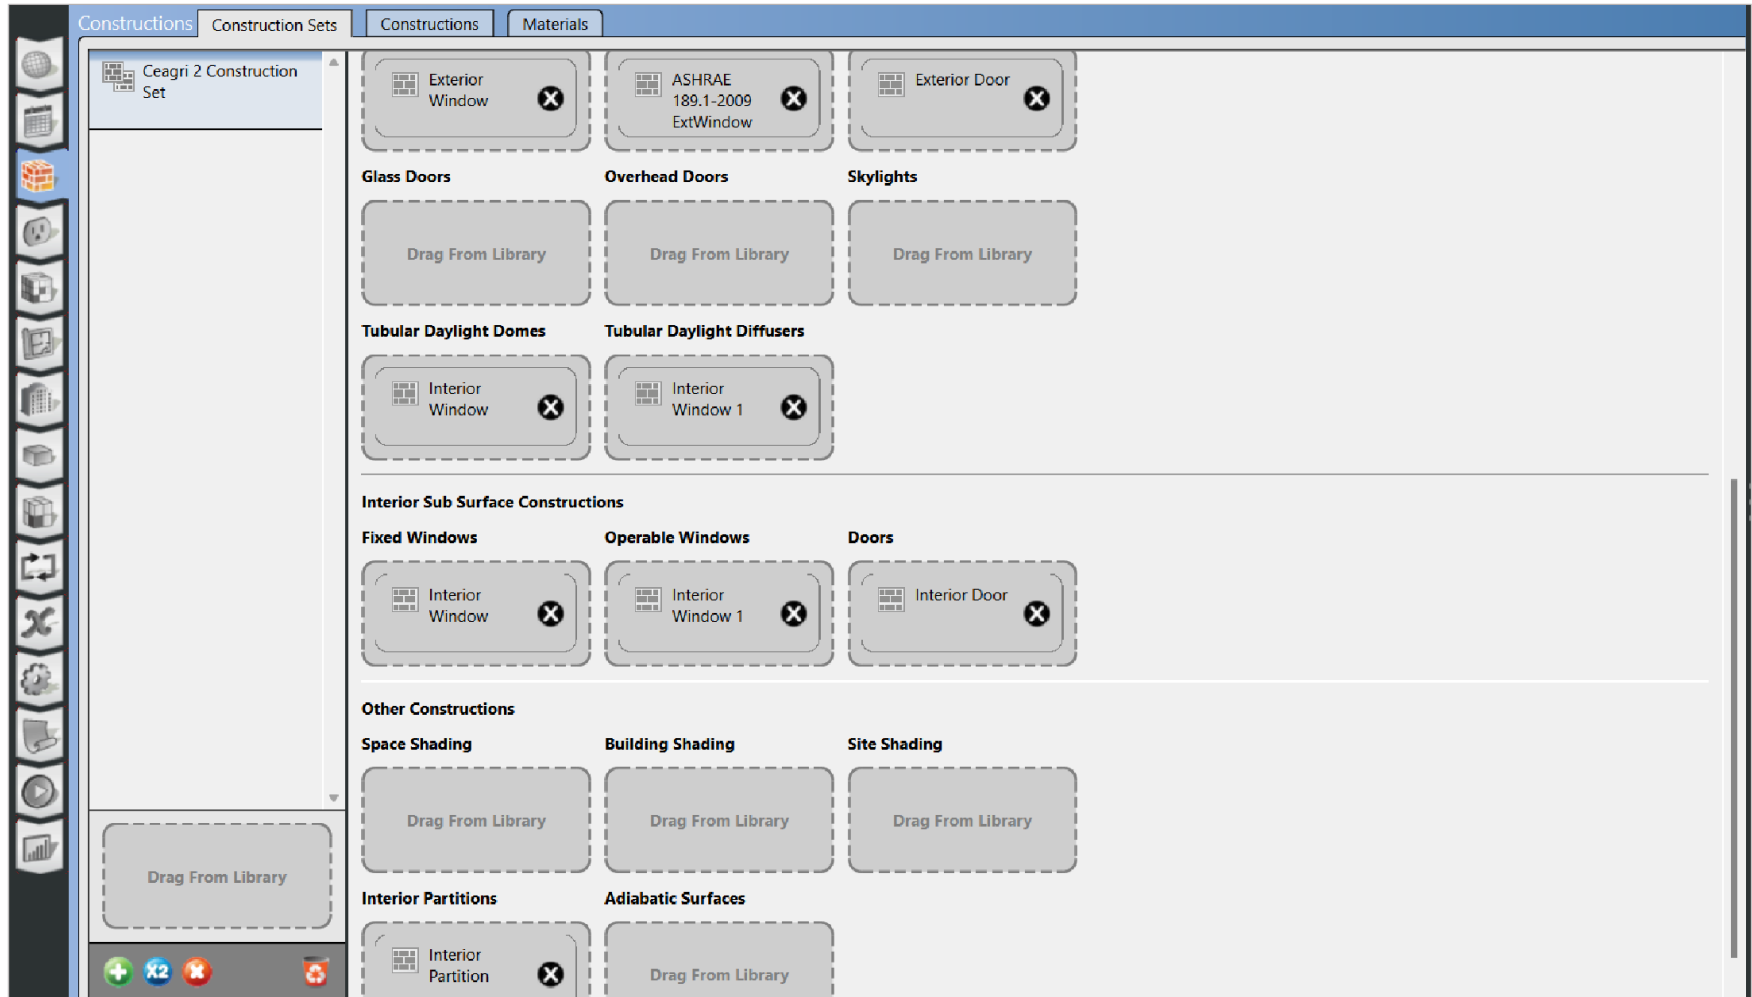 Constructions
Construction Sets
Constructions
Materials
Ceagri 2 Construction
Set
Exterior
Window
ASHRAE
189.1-2009
ExtWindow
Exterior Door
Glass Doors
Overhead Doors
Skylights
Drag From Library
Drag From Library
Drag From Library
Tubular Daylight Domes
Tubular Daylight Diffusers
Interior
Window
Interior
Window 1
Interior Sub Surface Constructions
Fixed Windows
Operable Windows
Doors
Interior
Window
Interior
Window 1
Interior Door
Other Constructions
Space Shading
Building Shading
Site Shading
Drag From Library
Drag From Library
Drag From Library
Interior Partitions
Adiabatic Surfaces
Interior
Partition
Drag From Library
Drag From Library
X2